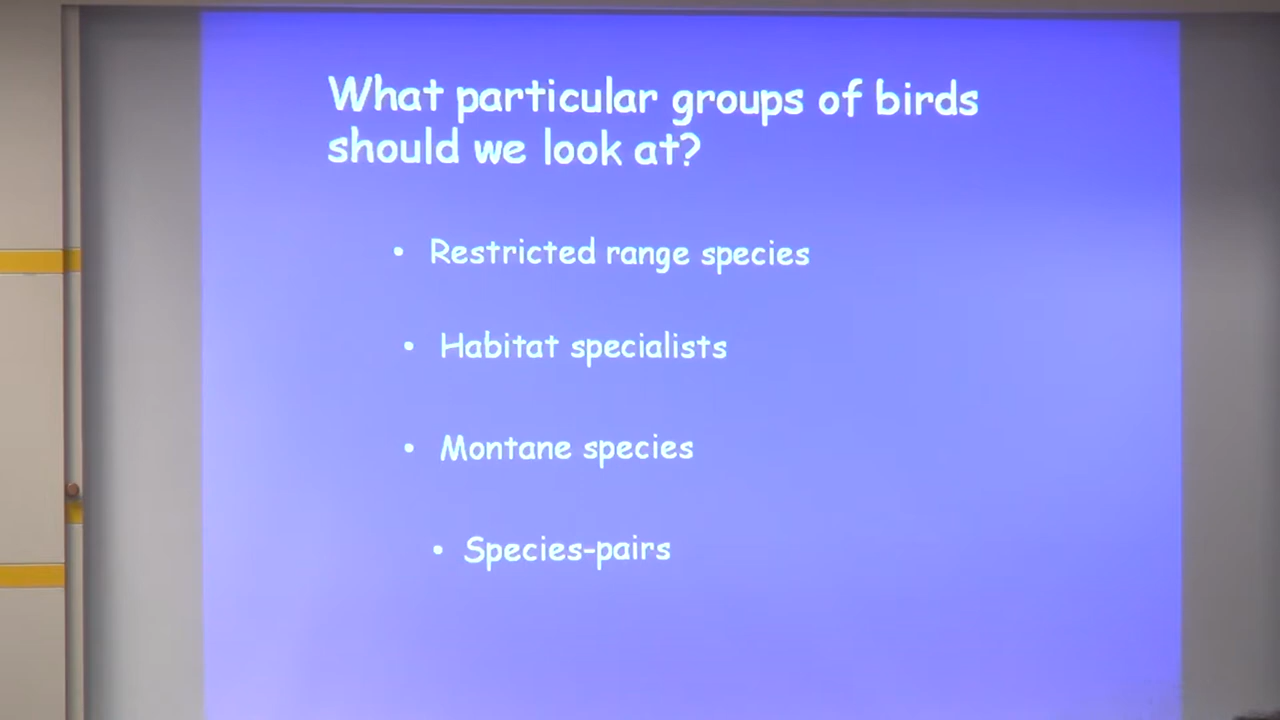 What particular groups of birds
should we look at?
• Restricted range species
• Habitat specialists
• Montane species
• Species-pairs